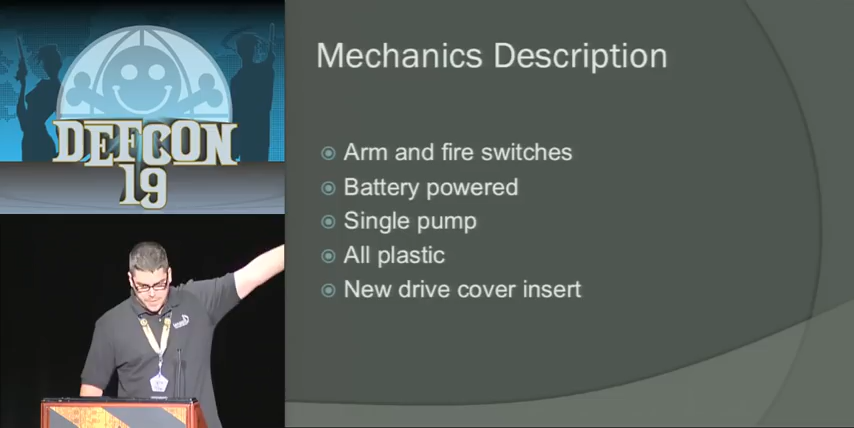 DEFCON
19
Mechanics Description
Arm and fire switches
Battery powered
Single pump
All plastic
New drive cover insert